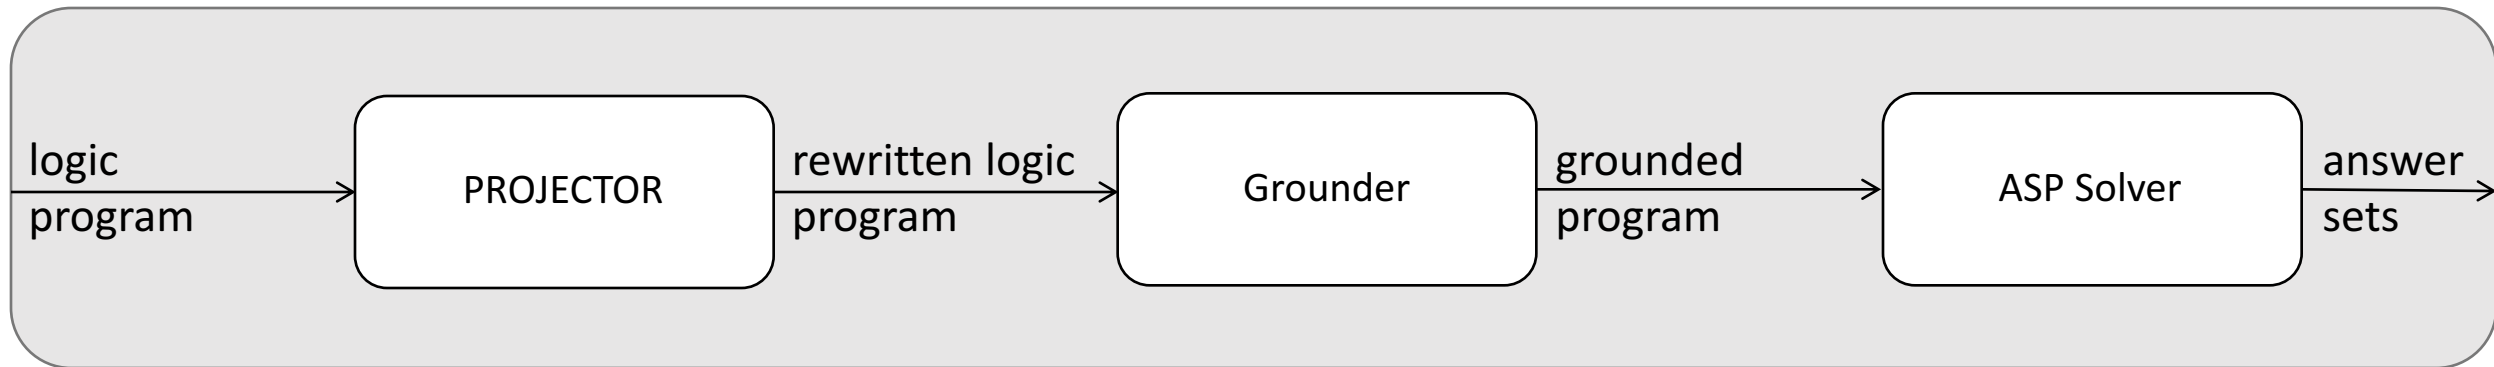 logic
program
PROJECTOR
rewritten logic
program
Grounder
grounded
program
ASP Solver
answer
sets